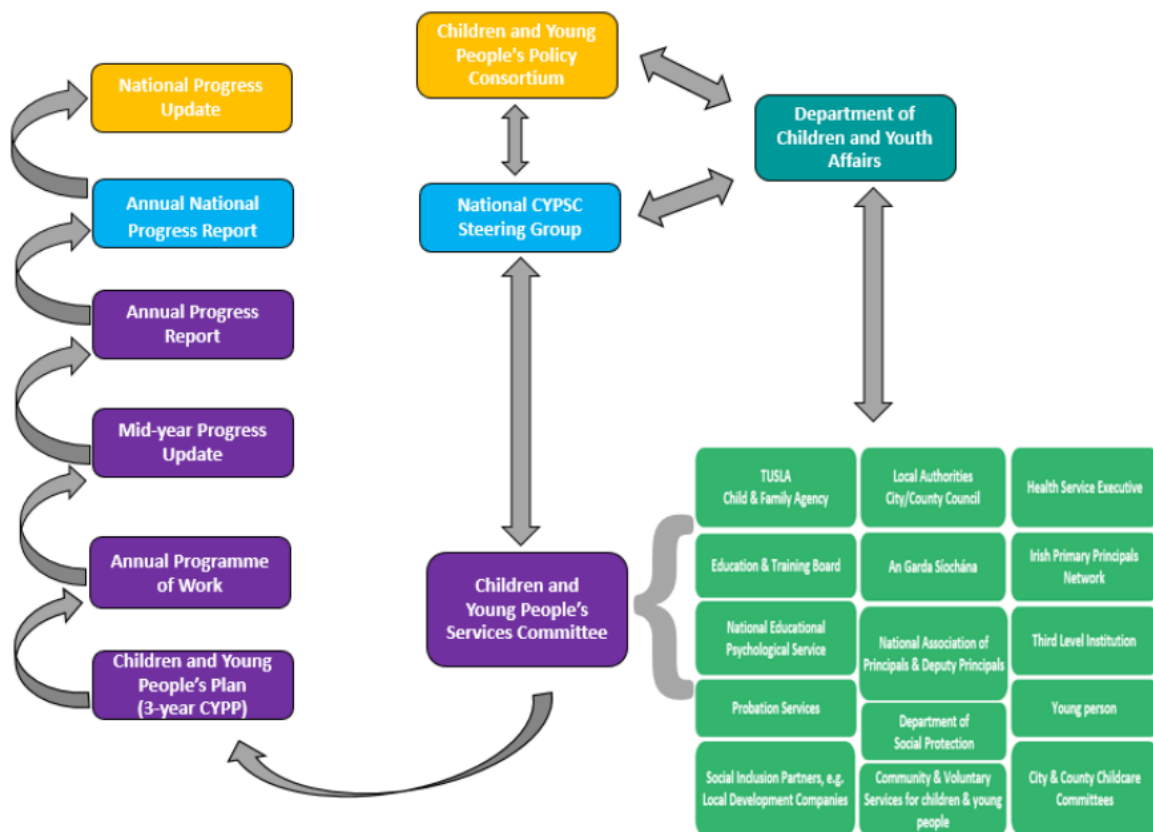 National Progress
Update
Annual National
Progress Report
Annual Progress
Report
Mid-year Progress
Update
Annual Programme
of Work
Children and Young
People's Plan
(3-year CYPP)
Children and Young
People's Policy
Consortium
National CYPSC
Steering Group
Department of
Children and Youth
Affairs
Children and
Young People's
Services Committee
TUSLA
Child & Family Agency
Local Authorities
City/County Council
Health Service Executive
Education & Training Board
An Garda Síochána
Irish Primary Principals
Network
National Educational
Psychological Service
National Association of
Principals & Deputy Principals
Third Level Institution
Probation Services
Department of
Social Protection
Young person
Social Inclusion Partners, e.g.
Local Development Companies
Community & Voluntary
Services for children & young
people
City & County Childcare
Committees